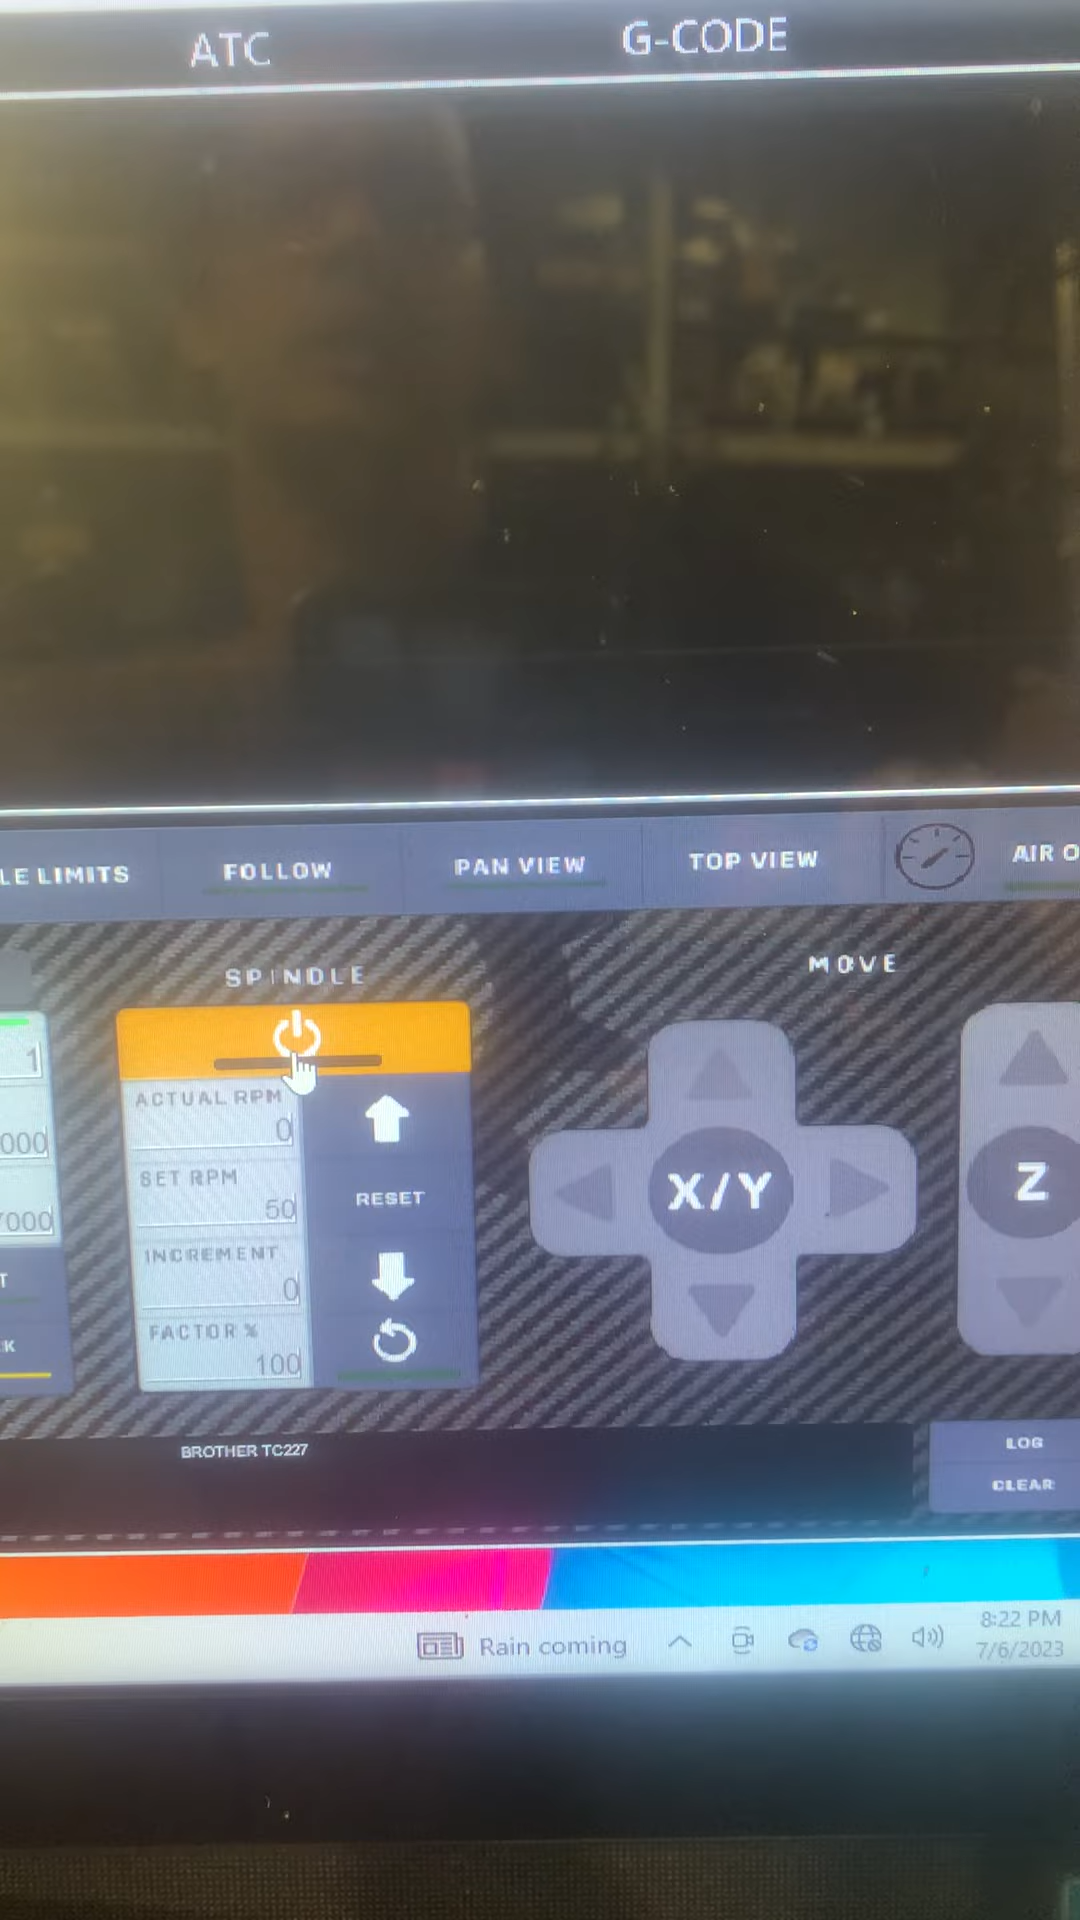 ATC
G-CODE
LE LIMITS
FOLLOW
PAN VIEW
TOP VIEW
AIR O
SPINDLE
MOVE
1
ACTUAL RPM
0
000
SET RPM
50
RESET
X/Y
Z
000
INCREMENT
0
T
FACTOR %
100
K
BROTHER TC227
LOG
CLEAR
Rain coming
8:22 PM
7/6/2023